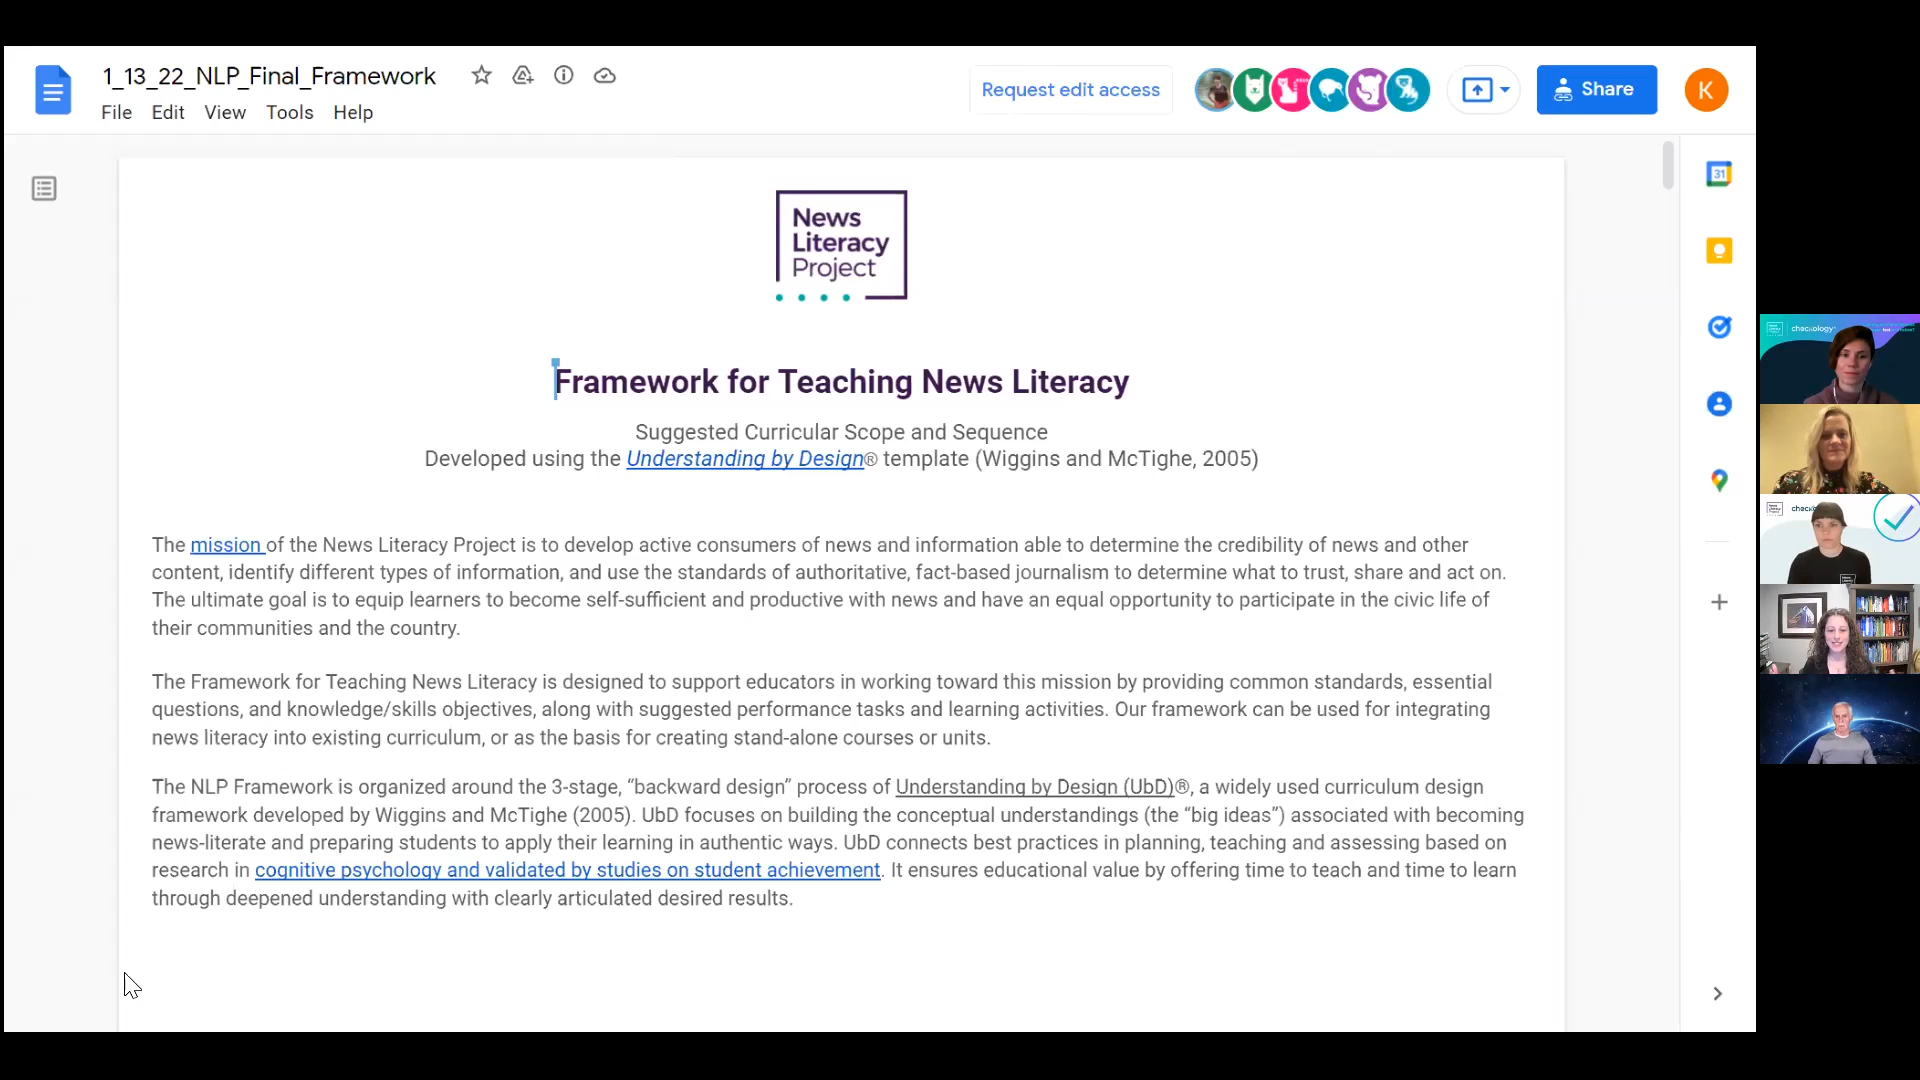 1_13_22_NLP_Final_Framework
File Edit View Tools Help
Request edit access
Share
K
31
News
Literacy
Project
Framework for Teaching News Literacy
Suggested Curricular Scope and Sequence
Developed using the Understanding by Design® template (Wiggins and McTighe, 2005)
The mission of the News Literacy Project is to develop active consumers of news and information able to determine the credibility of news and other
content, identify different types of information, and use the standards of authoritative, fact-based journalism to determine what to trust, share and act on.
The ultimate goal is to equip learners to become self-sufficient and productive with news and have an equal opportunity to participate in the civic life of
their communities and the country.
The Framework for Teaching News Literacy is designed to support educators in working toward this mission by providing common standards, essential
questions, and knowledge/skills objectives, along with suggested performance tasks and learning activities. Our framework can be used for integrating
news literacy into existing curriculum, or as the basis for creating stand-alone courses or units.
The NLP Framework is organized around the 3-stage, “backward design” process of Understanding by Design (UbD)®, a widely used curriculum design
framework developed by Wiggins and McTighe (2005). UbD focuses on building the conceptual understandings (the “big ideas”) associated with becoming
news-literate and preparing students to apply their learning in authentic ways. UbD connects best practices in planning, teaching and assessing based on
research in cognitive psychology and validated by studies on student achievement. It ensures educational value by offering time to teach and time to learn
through deepened understanding with clearly articulated desired results.
checkology